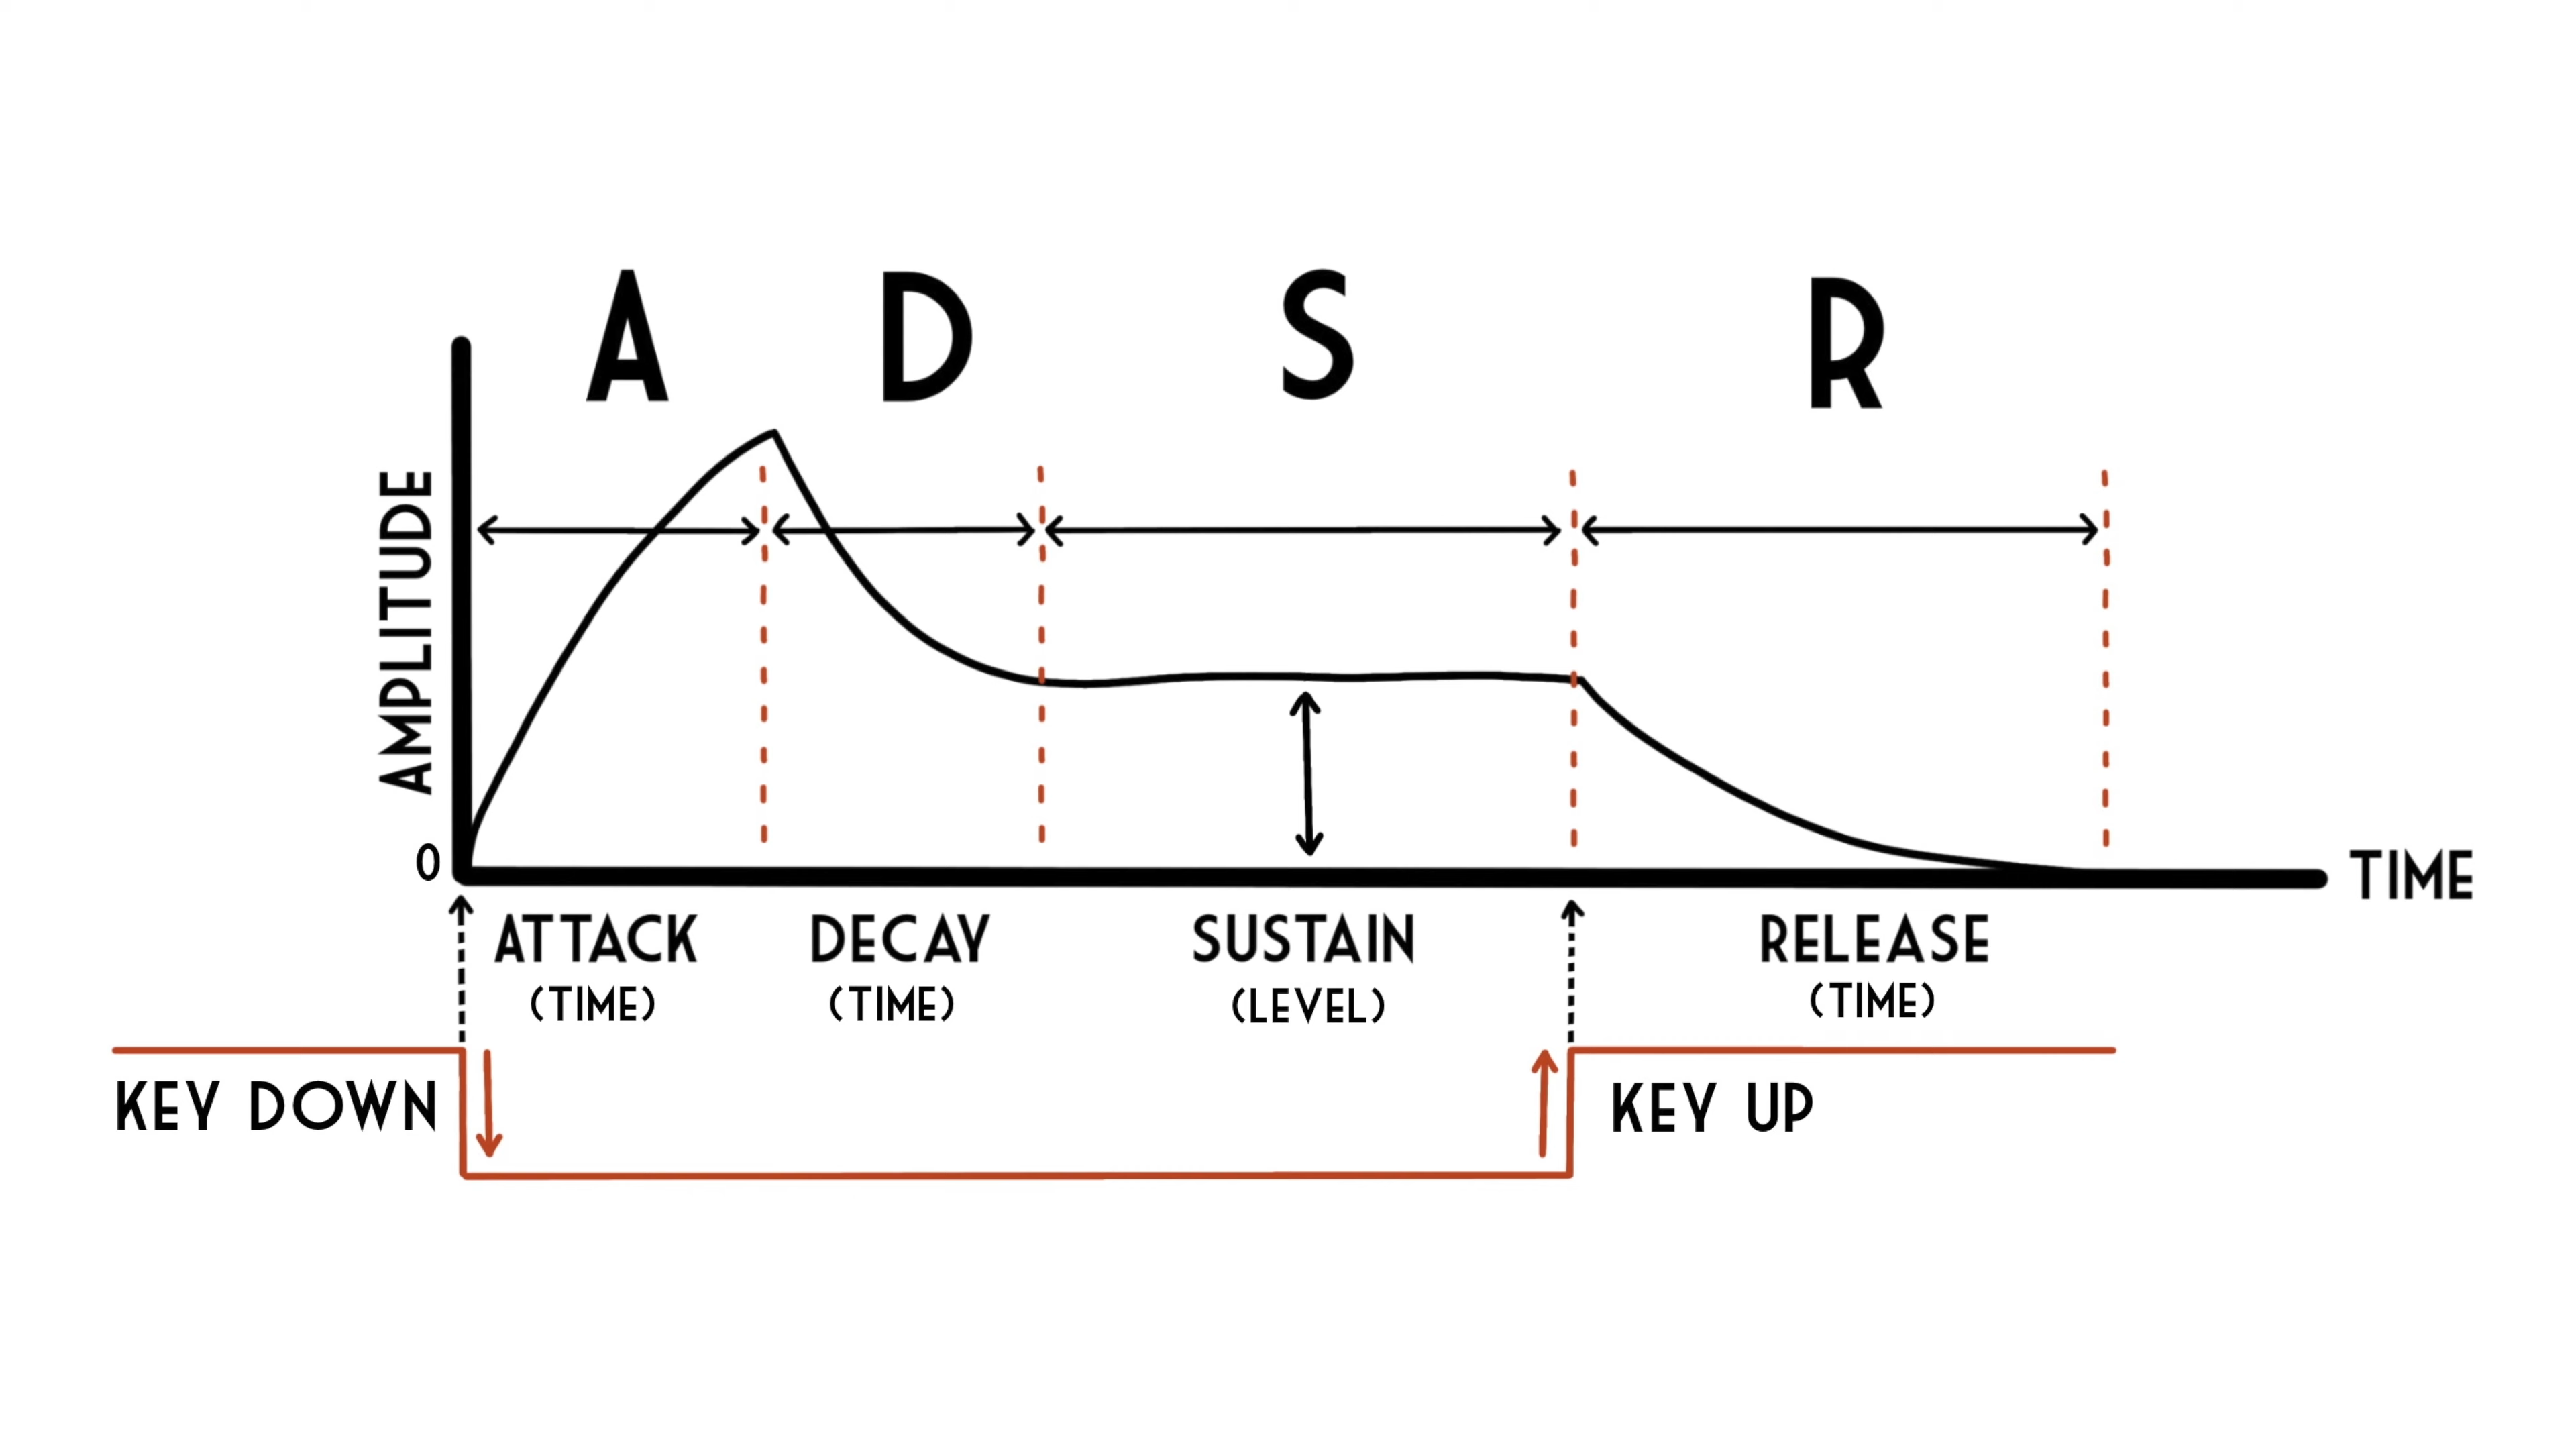 A D S R
AMPLITUDE
0
TIME
ATTACK
(TIME)
DECAY
(TIME)
SUSTAIN
(LEVEL)
RELEASE
(TIME)
KEY DOWN
KEY UP